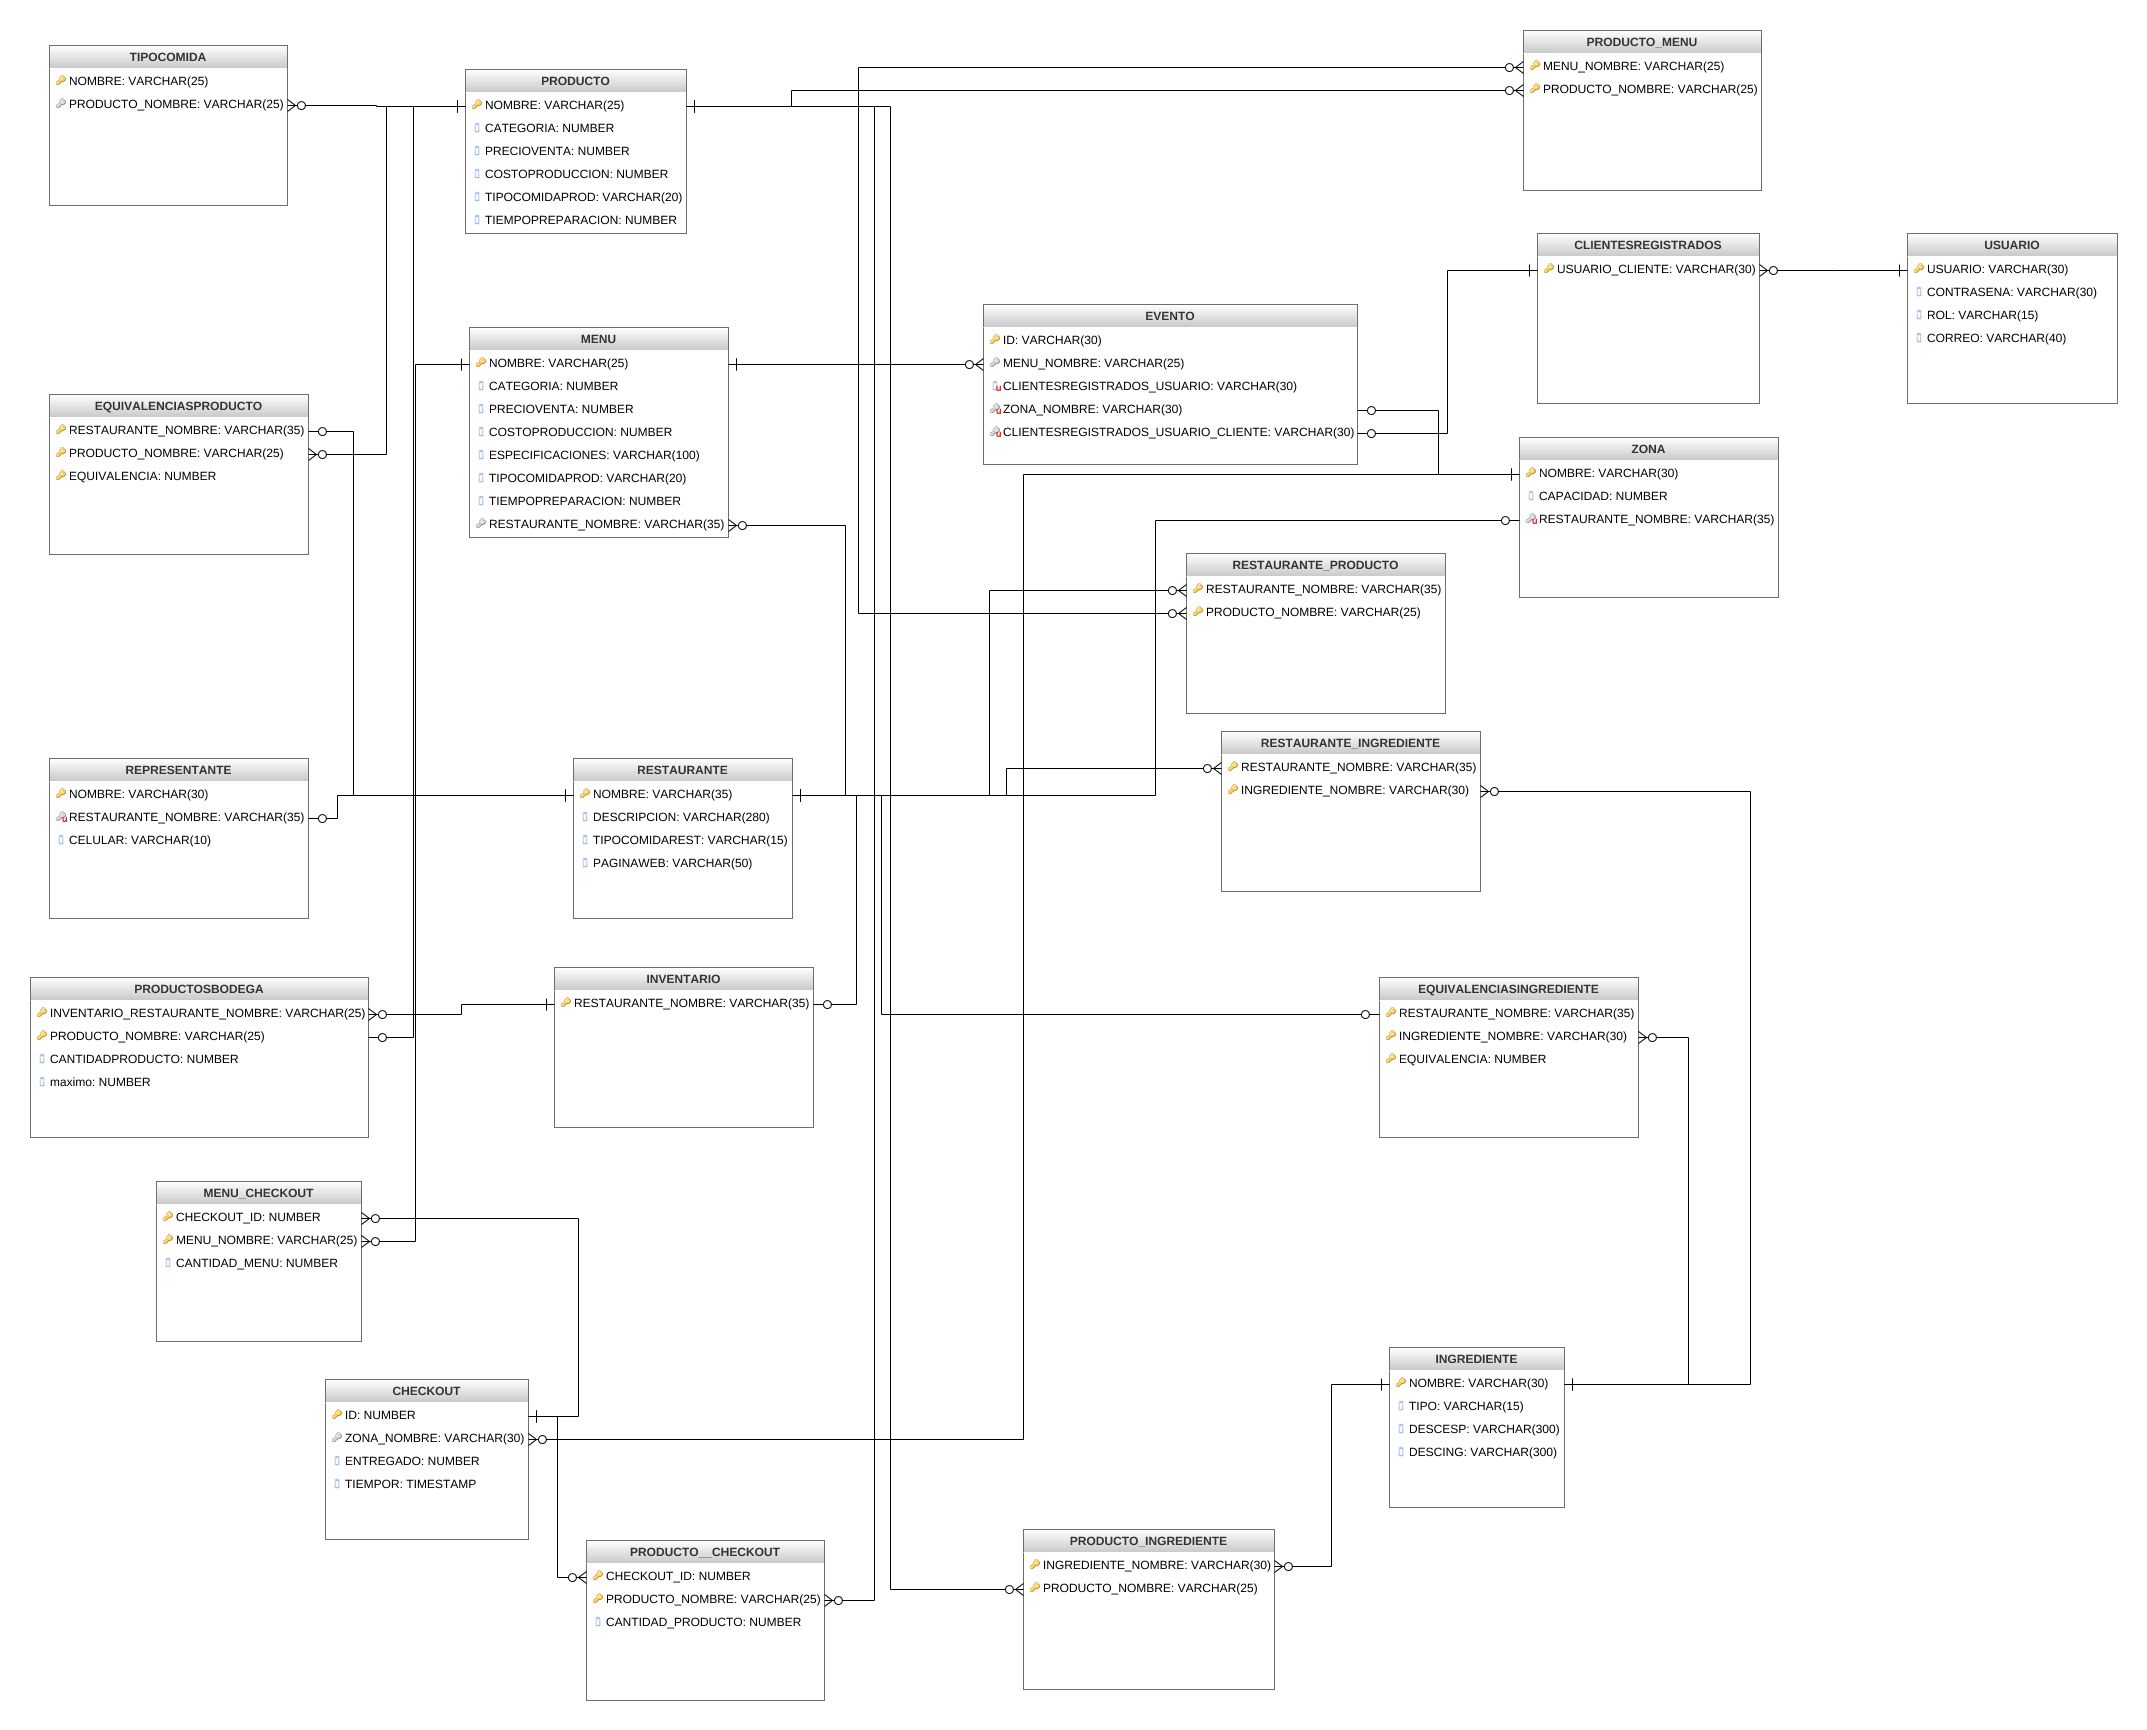 TIPOCOMIDA
NOMBRE: VARCHAR(25)
PRODUCTO_NOMBRE: VARCHAR(25)
PRODUCTO
NOMBRE: VARCHAR(25)
CATEGORIA: NUMBER
PRECIOVENTA: NUMBER
COSTOPRODUCCION: NUMBER
TIPOCOMIDAPROD: VARCHAR(20)
TIEMPOPREPARACION: NUMBER
PRODUCTO_MENU
MENU_NOMBRE: VARCHAR(25)
PRODUCTO_NOMBRE: VARCHAR(25)
CLIENTESREGISTRADOS
USUARIO_CLIENTE: VARCHAR(30)
USUARIO
USUARIO: VARCHAR(30)
CONTRASENA: VARCHAR(30)
ROL: VARCHAR(15)
CORREO: VARCHAR(40)
MENU
NOMBRE: VARCHAR(25)
CATEGORIA: NUMBER
PRECIOVENTA: NUMBER
COSTOPRODUCCION: NUMBER
ESPECIFICACIONES: VARCHAR(100)
TIPOCOMIDAPROD: VARCHAR(20)
TIEMPOPREPARACION: NUMBER
RESTAURANTE_NOMBRE: VARCHAR(35)
EVENTO
ID: VARCHAR(30)
MENU_NOMBRE: VARCHAR(25)
CLIENTESREGISTRADOS_USUARIO: VARCHAR(30)
ZONA_NOMBRE: VARCHAR(30)
CLIENTESREGISTRADOS_USUARIO_CLIENTE: VARCHAR(30)
EQUIVALENCIASPRODUCTO
RESTAURANTE_NOMBRE: VARCHAR(35)
PRODUCTO_NOMBRE: VARCHAR(25)
EQUIVALENCIA: NUMBER
ZONA
NOMBRE: VARCHAR(30)
CAPACIDAD: NUMBER
RESTAURANTE_NOMBRE: VARCHAR(35)
RESTAURANTE_PRODUCTO
RESTAURANTE_NOMBRE: VARCHAR(35)
PRODUCTO_NOMBRE: VARCHAR(25)
RESTAURANTE_INGREDIENTE
RESTAURANTE_NOMBRE: VARCHAR(35)
INGREDIENTE_NOMBRE: VARCHAR(30)
REPRESENTANTE
NOMBRE: VARCHAR(30)
RESTAURANTE_NOMBRE: VARCHAR(35)
CELULAR: VARCHAR(10)
RESTAURANTE
NOMBRE: VARCHAR(35)
DESCRIPCION: VARCHAR(280)
TIPOCOMIDAREST: VARCHAR(15)
PAGINAWEB: VARCHAR(50)
PRODUCTOSBODEGA
INVENTARIO_RESTAURANTE_NOMBRE: VARCHAR(25)
PRODUCTO_NOMBRE: VARCHAR(25)
CANTIDADPRODUCTO: NUMBER
maximo: NUMBER
INVENTARIO
RESTAURANTE_NOMBRE: VARCHAR(35)
EQUIVALENCIASINGREDIENTE
RESTAURANTE_NOMBRE: VARCHAR(35)
INGREDIENTE_NOMBRE: VARCHAR(30)
EQUIVALENCIA: NUMBER
MENU_CHECKOUT
CHECKOUT_ID: NUMBER
MENU_NOMBRE: VARCHAR(25)
CANTIDAD_MENU: NUMBER
CHECKOUT
ID: NUMBER
ZONA_NOMBRE: VARCHAR(30)
ENTREGADO: NUMBER
TIEMPOR: TIMESTAMP
INGREDIENTE
NOMBRE: VARCHAR(30)
TIPO: VARCHAR(15)
DESCESP: VARCHAR(300)
DESCING: VARCHAR(300)
PRODUCTO__CHECKOUT
CHECKOUT_ID: NUMBER
PRODUCTO_NOMBRE: VARCHAR(25)
CANTIDAD_PRODUCTO: NUMBER
PRODUCTO_INGREDIENTE
INGREDIENTE_NOMBRE: VARCHAR(30)
PRODUCTO_NOMBRE: VARCHAR(25)